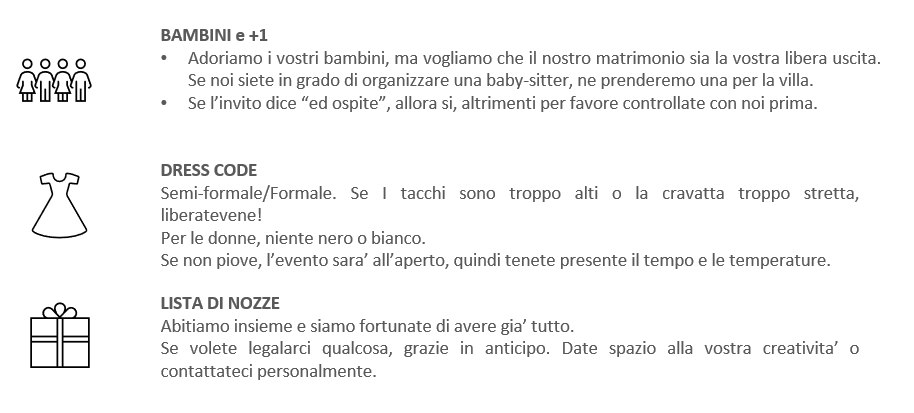 BAMBINI e +1
• Adoriamo i vostri bambini, ma vogliamo che il nostro matrimonio sia la vostra libera uscita.
Se noi siete in grado di organizzare una baby-sitter, ne prenderemo una per la villa.
• Se l’invito dice “ed ospite”, allora si, altrimenti per favore controllate con noi prima.
DRESS CODE
Semi-formale/Formale. Se I tacchi sono troppo alti o la cravatta troppo stretta,
liberatevene!
Per le donne, niente nero o bianco.
Se non piove, l’evento sara’ all’aperto, quindi tenete presente il tempo e le temperature.
LISTA DI NOZZE
Abitiamo insieme e siamo fortunate di avere gia’ tutto.
Se volete legalarci qualcosa, grazie in anticipo. Date spazio alla vostra creativita’ o
contattateci personalmente.